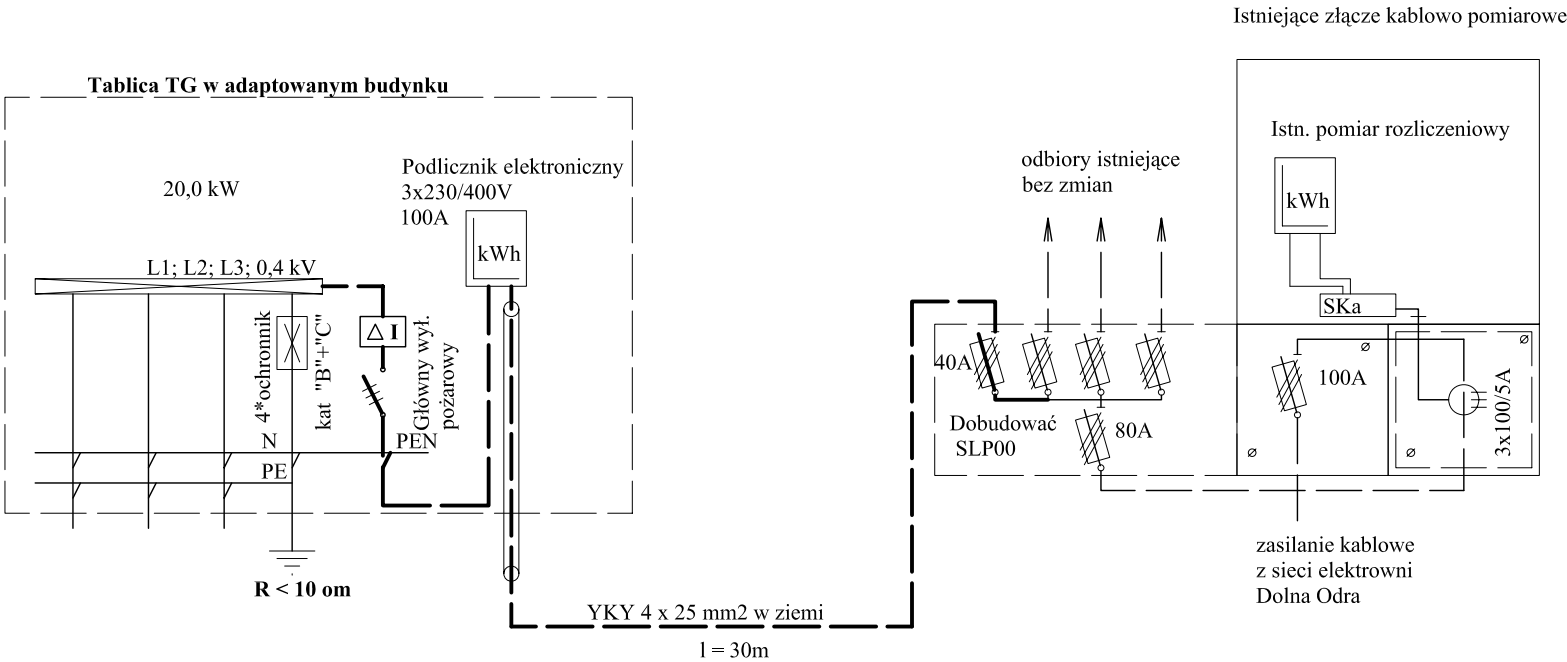 Istniejące złącze kablowo pomiarowe
Tablica TG w adaptowanym budynku
20,0 kW
Podlicznik elektroniczny
3x230/400V
100A
kWh
L1; L2; L3; 0,4 kV
4*ochronnik
kat "B"+"C"
Δ I
Główny wył.
pożarowy
N
PEN
PE
R < 10 om
YKY 4 x 25 mm2 w ziemi
l = 30m
odbiory istniejące
bez zmian
40A
Dobudować
SLP00
80A
Istn. pomiar rozliczeniowy
kWh
SKa
100A
3x100/5A
zasilanie kablowe
z sieci elektrowni
Dolna Odra